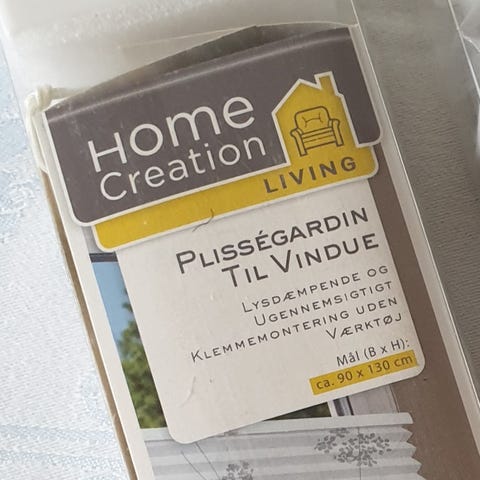 Home
Creation
LIVING
Plisségardin
Til Vindue
Lysdæmpende og
Ugennemsigtigt
Klemmemontering uden
Værktøj
Mål (B x H):
ca. 90 x 130 cm